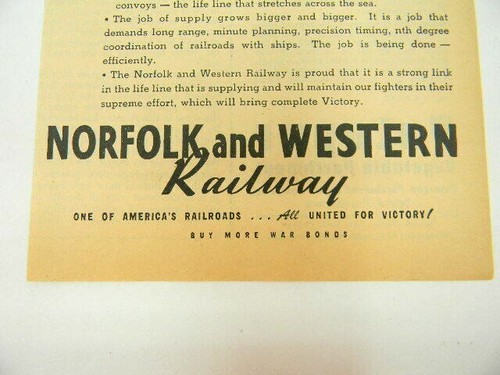 convoys — the life line that stretches across the sea.
• The job of supply grows bigger and bigger. It is a job that
demands long range, minute planning, precision timing, nth degree
coordination of railroads with ships. The job is being done —
efficiently.
• The Norfolk and Western Railway is proud that it is a strong link
in the life line that is supplying and will maintain our fighters in their
supreme effort, which will bring complete Victory.
NORFOLK and WESTERN
Railway
ONE OF AMERICA'S RAILROADS . . . All UNITED FOR VICTORY!
BUY MORE WAR BONDS